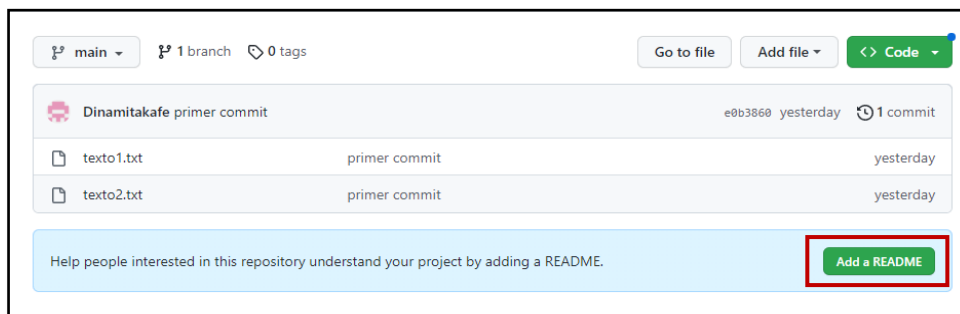 main 1 branch 0 tags Go to file Add file <> Code
Dinamitakafe primer commit e0b3860 yesterday 1 commit
texto1.txt primer commit yesterday
texto2.txt primer commit yesterday
Help people interested in this repository understand your project by adding a README. Add a README